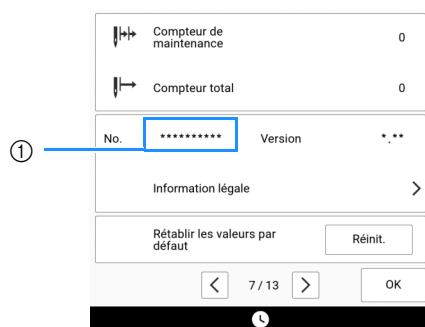 Compteur de
maintenance
0
Compteur total
0
①
No.
**********
Version
*.**
Information légale
Rétablir les valeurs par
défaut
Réinit.
7 / 13
OK